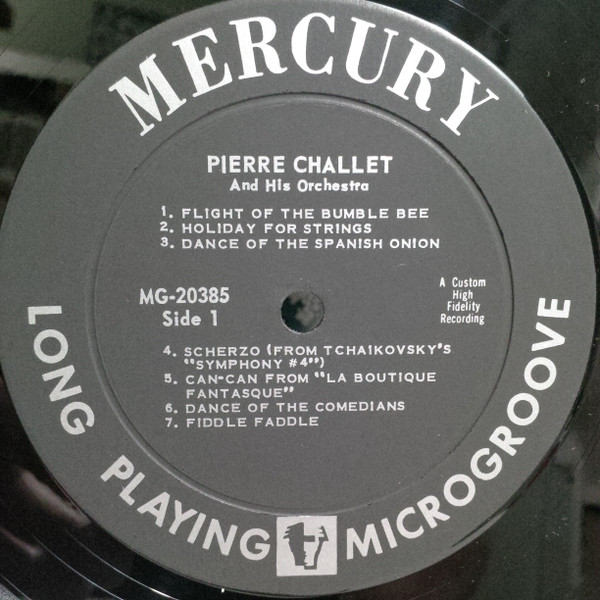 MERCURY
PIERRE CHALLET
And His Orchestra
1. FLIGHT OF THE BUMBLE BEE
2. HOLIDAY FOR STRINGS
3. DANCE OF THE SPANISH ONION
MG-20385
Side 1
A Custom
High
Fidelity
Recording
4. SCHERZO (FROM TCHAIKOVSKY'S
"SYMPHONY #4")
5. CAN-CAN FROM "LA BOUTIQUE
FANTASQUE"
6. DANCE OF THE COMEDIANS
7. FIDDLE FADDLE
LONG PLAYING MICROGROOVE